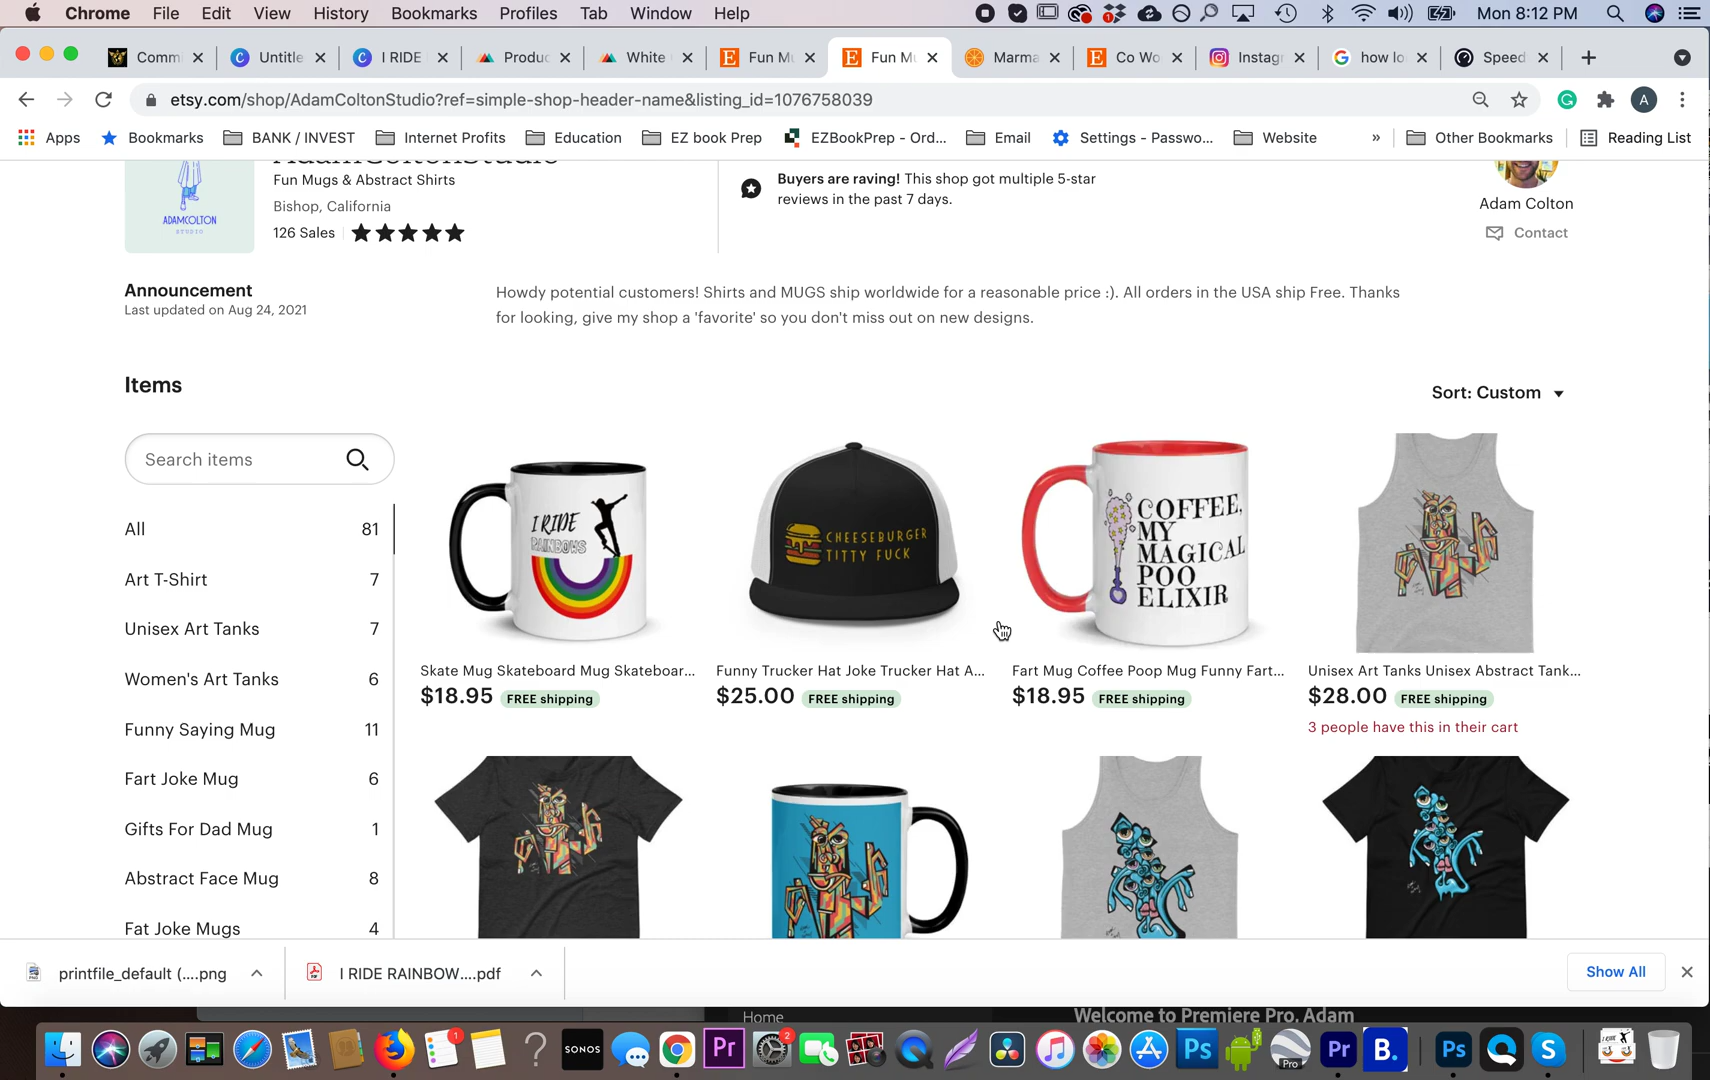 Chrome File Edit View History Bookmarks Profiles Tab Window Help Mon 8:12 PM
Comm Untitle I RIDE Produc White Fun Mu Fun Mu Marma Co Wo Instagr how lo Speed
etsy.com/shop/AdamColtonStudio?ref=simple-shop-header-name&listing_id=1076758039 A
Apps Bookmarks BANK / INVEST Internet Profits Education EZ book Prep EZBookPrep - Ord... Email Settings - Passwo... Website » Other Bookmarks Reading List
AdamColtonStudio
Fun Mugs & Abstract Shirts
Bishop, California
126 Sales
ADAMCOLTON
STUDIO
Buyers are raving! This shop got multiple 5-star
reviews in the past 7 days.
Adam Colton
Contact
Announcement
Last updated on Aug 24, 2021
Howdy potential customers! Shirts and MUGS ship worldwide for a reasonable price :). All orders in the USA ship Free. Thanks
for looking, give my shop a 'favorite' so you don't miss out on new designs.
Items
Sort: Custom
Search items
All 81
Art T-Shirt 7
Unisex Art Tanks 7
Women's Art Tanks 6
Funny Saying Mug 11
Fart Joke Mug 6
Gifts For Dad Mug 1
Abstract Face Mug 8
Fat Joke Mugs 4
I RIDE
RAINBOWS
CHEESEBURGER
TITTY FUCK
COFFEE,
MY
MAGICAL
POO
ELIXIR
Skate Mug Skateboard Mug Skateboar...
$18.95 FREE shipping
Funny Trucker Hat Joke Trucker Hat A...
$25.00 FREE shipping
Fart Mug Coffee Poop Mug Funny Fart...
$18.95 FREE shipping
Unisex Art Tanks Unisex Abstract Tank...
$28.00 FREE shipping
3 people have this in their cart
printfile_default (....png
I RIDE RAINBOW....pdf
Show All
Home
Welcome to Premiere Pro, Adam
1 SONOS Pr 2 Ps Pro Pr B. Ps